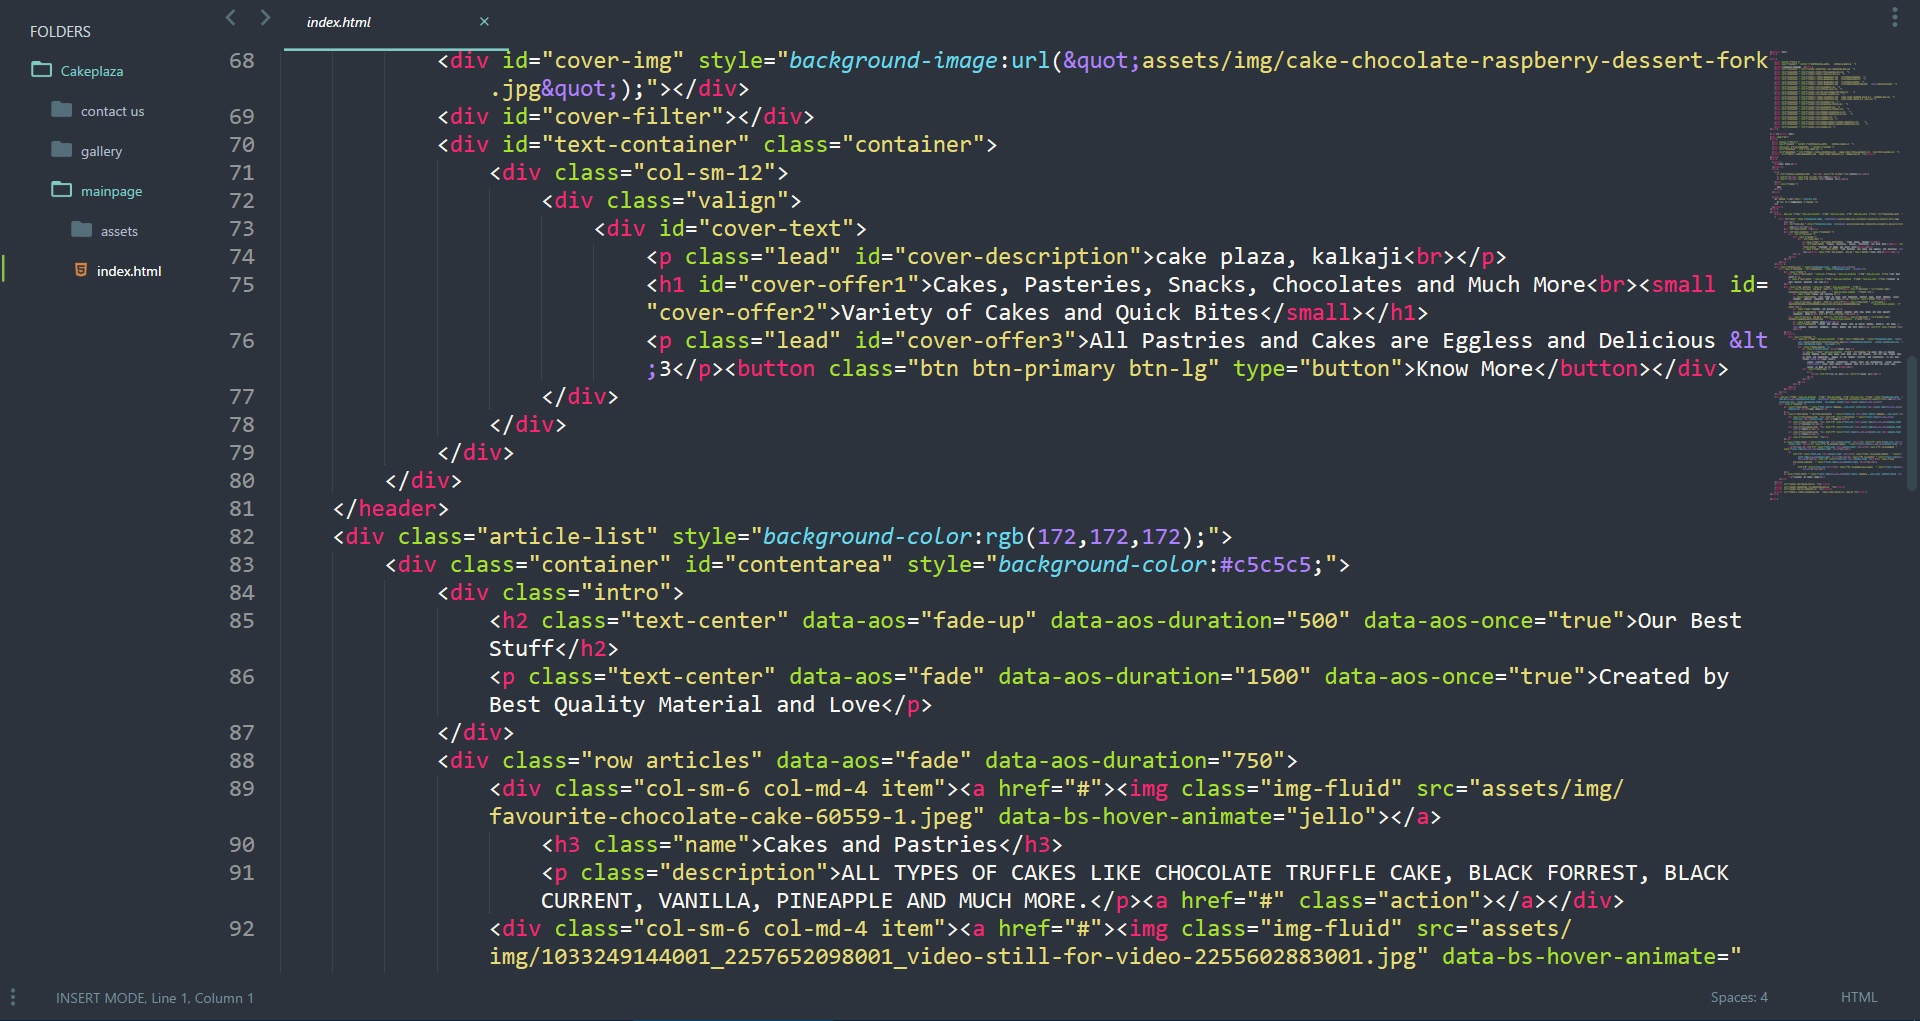 FOLDERS
Cakeplaza
contact us
gallery
mainpage
assets
index.html
index.html
68 <div id="cover-img" style="background-image:url(&quot;assets/img/cake-chocolate-raspberry-dessert-fork
.jpg&quot;);"></div>
69 <div id="cover-filter"></div>
70 <div id="text-container" class="container">
71 <div class="col-sm-12">
72 <div class="valign">
73 <div id="cover-text">
74 <p class="lead" id="cover-description">cake plaza, kalkaji<br></p>
75 <h1 id="cover-offer1">Cakes, Pasteries, Snacks, Chocolates and Much More<br><small id=
"cover-offer2">Variety of Cakes and Quick Bites</small></h1>
76 <p class="lead" id="cover-offer3">All Pastries and Cakes are Eggless and Delicious &lt
;3</p><button class="btn btn-primary btn-lg" type="button">Know More</button></div>
77 </div>
78 </div>
79 </div>
80 </div>
81 </header>
82 <div class="article-list" style="background-color:rgb(172,172,172);">
83 <div class="container" id="contentarea" style="background-color:#c5c5c5;">
84 <div class="intro">
85 <h2 class="text-center" data-aos="fade-up" data-aos-duration="500" data-aos-once="true">Our Best
Stuff</h2>
86 <p class="text-center" data-aos="fade" data-aos-duration="1500" data-aos-once="true">Created by
Best Quality Material and Love</p>
87 </div>
88 <div class="row articles" data-aos="fade" data-aos-duration="750">
89 <div class="col-sm-6 col-md-4 item"><a href="#"><img class="img-fluid" src="assets/img/
favourite-chocolate-cake-60559-1.jpeg" data-bs-hover-animate="jello"></a>
90 <h3 class="name">Cakes and Pastries</h3>
91 <p class="description">ALL TYPES OF CAKES LIKE CHOCOLATE TRUFFLE CAKE, BLACK FORREST, BLACK
CURRENT, VANILLA, PINEAPPLE AND MUCH MORE.</p><a href="#" class="action"></a></div>
92 <div class="col-sm-6 col-md-4 item"><a href="#"><img class="img-fluid" src="assets/
img/1033249144001_2257652098001_video-still-for-video-2255602883001.jpg" data-bs-hover-animate="
INSERT MODE, Line 1, Column 1
Spaces: 4
HTML